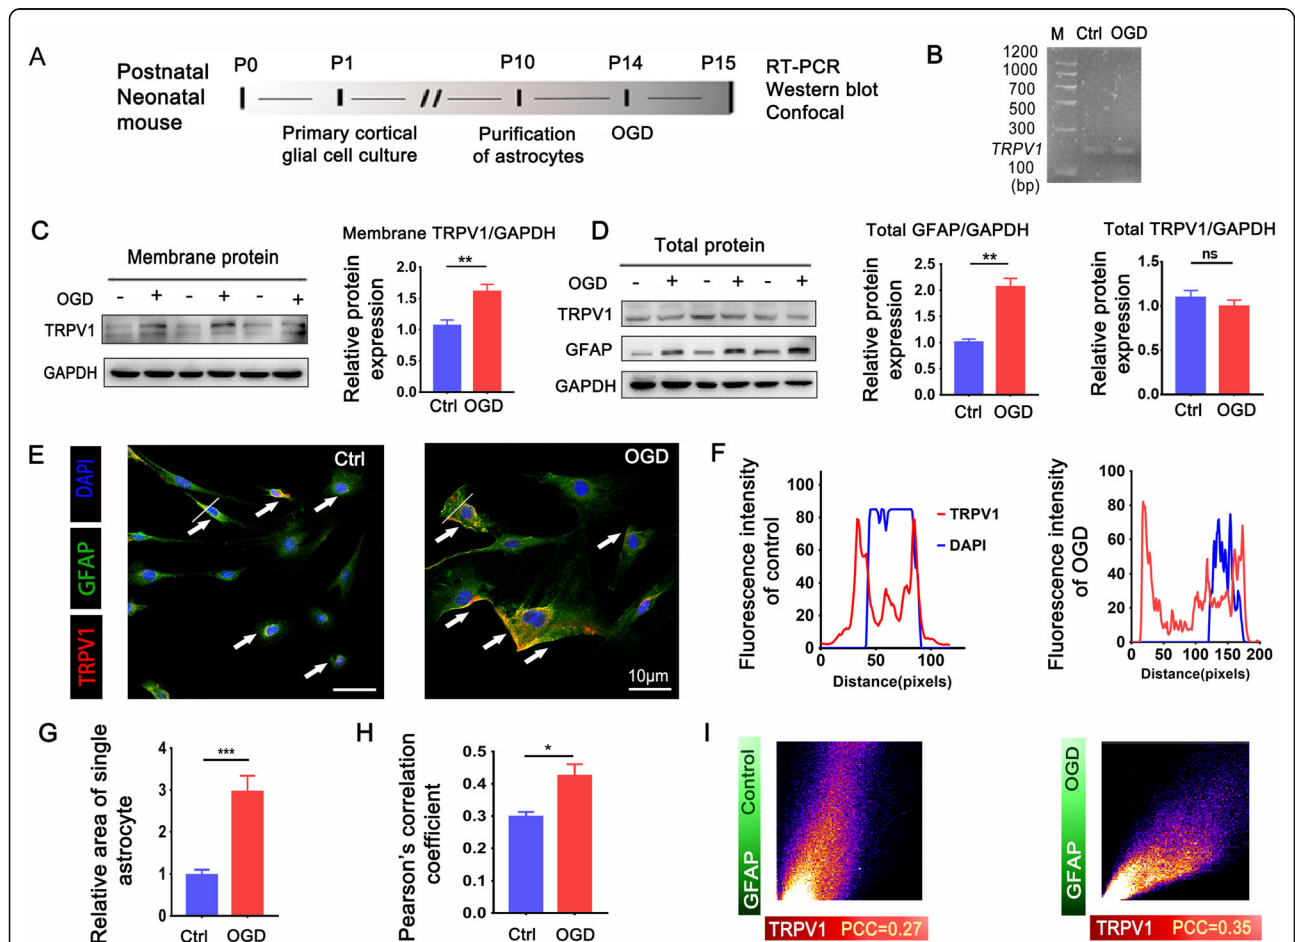 A
Postnatal
Neonatal
mouse
P0
P1
P10
P14
P15
Primary cortical
glial cell culture
Purification
of astrocytes
OGD
RT-PCR
Western blot
Confocal
B
M Ctrl OGD
1200
1000
700
500
300
TRPV1
100
(bp)
C
Membrane protein
OGD - + - + - +
TRPV1
GAPDH
Membrane TRPV1/GAPDH
Relative protein
expression
2.0
1.5
1.0
0.5
0.0
**
Ctrl OGD
D
Total protein
OGD - + - + - +
TRPV1
GFAP
GAPDH
Total GFAP/GAPDH
Relative protein
expression
2.5
2.0
1.5
1.0
0.5
0.0
**
Ctrl OGD
Total TRPV1/GAPDH
Relative protein
expression
1.5
1.0
0.5
0.0
ns
Ctrl OGD
E
DAPI
GFAP
TRPV1
Ctrl
OGD
10μm
F
Fluorescence intensity
of control
100
80
60
40
20
0
0 50 100
Distance(pixels)
TRPV1
DAPI
Fluorescence intensity
of OGD
100
80
60
40
20
0
0 50 100 150 200
Distance(pixels)
G
Relative area of single
astrocyte
4
3
2
1
0
***
Ctrl OGD
H
Pearson's correlation
coefficient
0.5
0.4
0.3
0.2
0.1
0.0
*
Ctrl OGD
I
GFAP Control
TRPV1 PCC=0.27
GFAP OGD
TRPV1 PCC=0.35